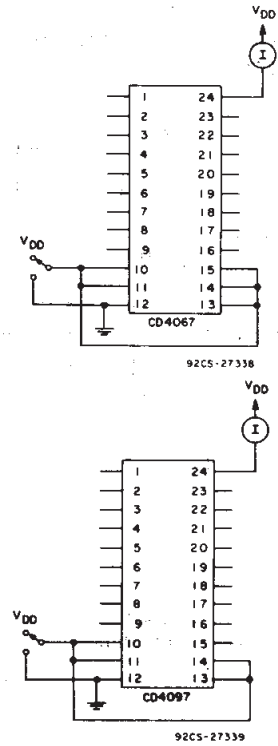 VDD
I
1 24
2 23
3 22
4 21
5 20
6 19
7 18
8 17
9 16
VDD
10 15
11 14
12 13
CD4067
92CS-27338
VDD
I
1 24
2 23
3 22
4 21
5 20
6 19
7 18
8 17
9 16
VDD
10 15
11 14
12 13
CD4097
92CS-27339